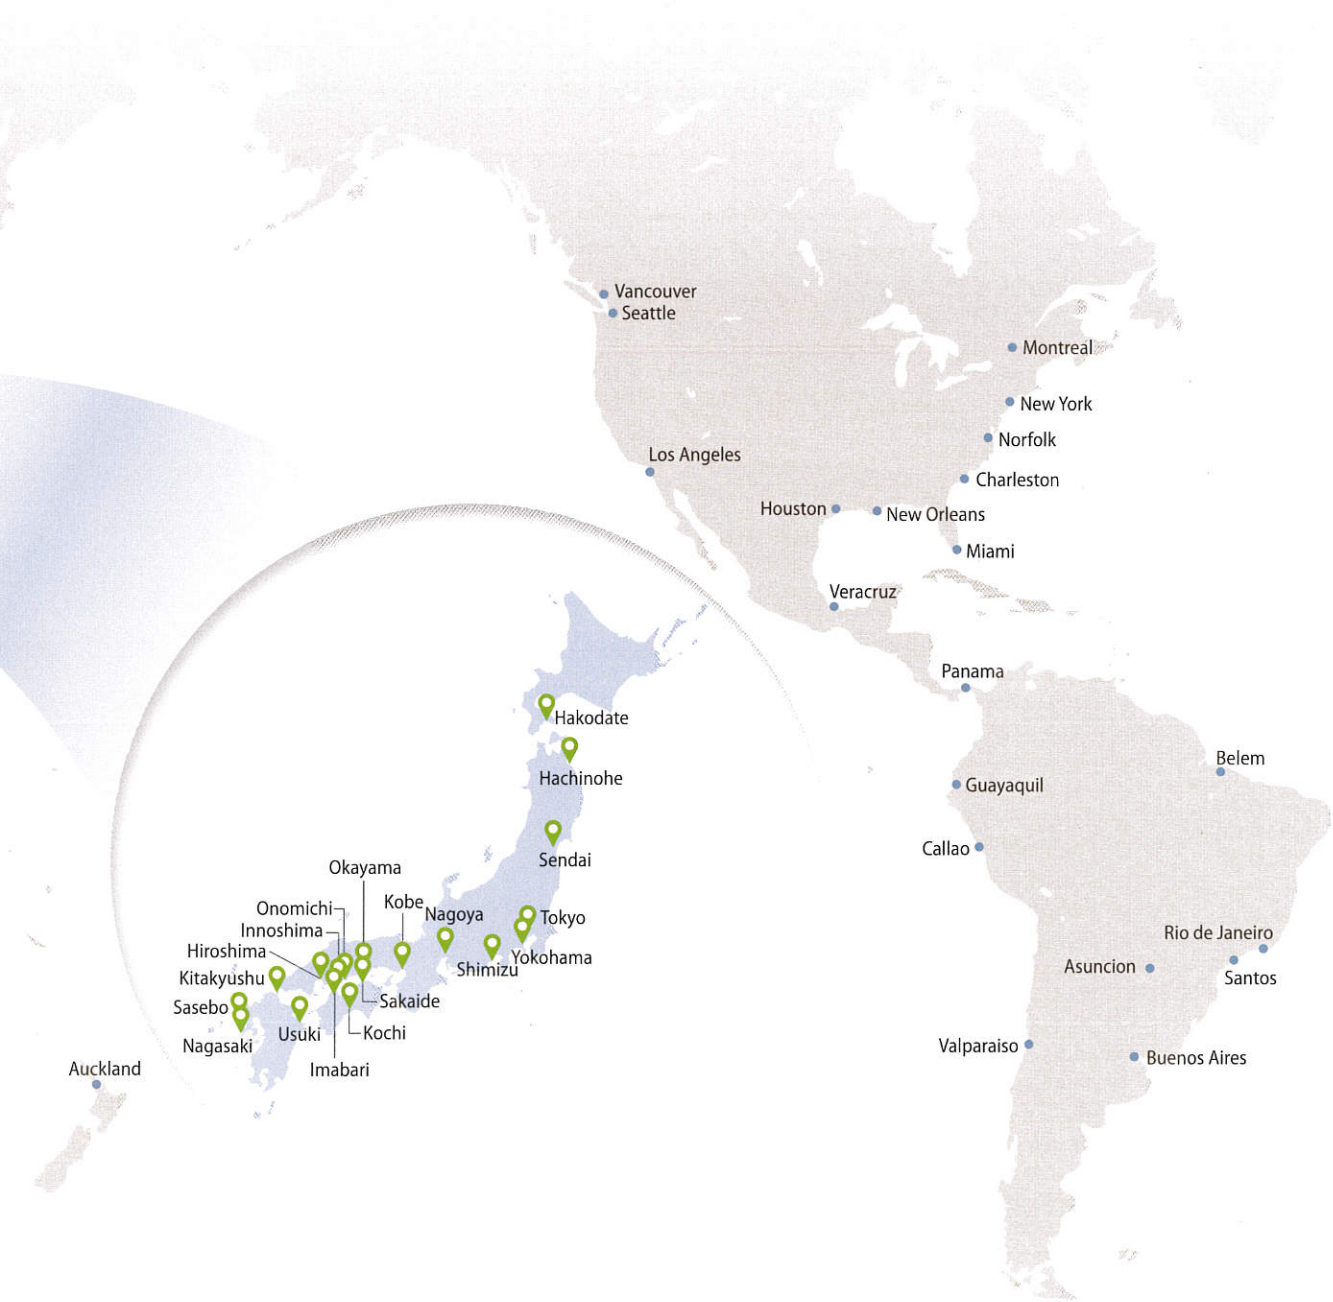 Vancouver
Seattle
Montreal
New York
Norfolk
Los Angeles
Charleston
Houston
New Orleans
Miami
Veracruz
Panama
Hakodate
Hachinohe
Belem
Guayaquil
Callao
Sendai
Okayama
Onomichi
Kobe
Nagoya
Tokyo
Innoshima
Hiroshima
Yokohama
Shimizu
Kitakyushu
Sasebo
Sakaide
Usuki
Kochi
Nagasaki
Imabari
Rio de Janeiro
Asuncion
Santos
Valparaiso
Buenos Aires
Auckland